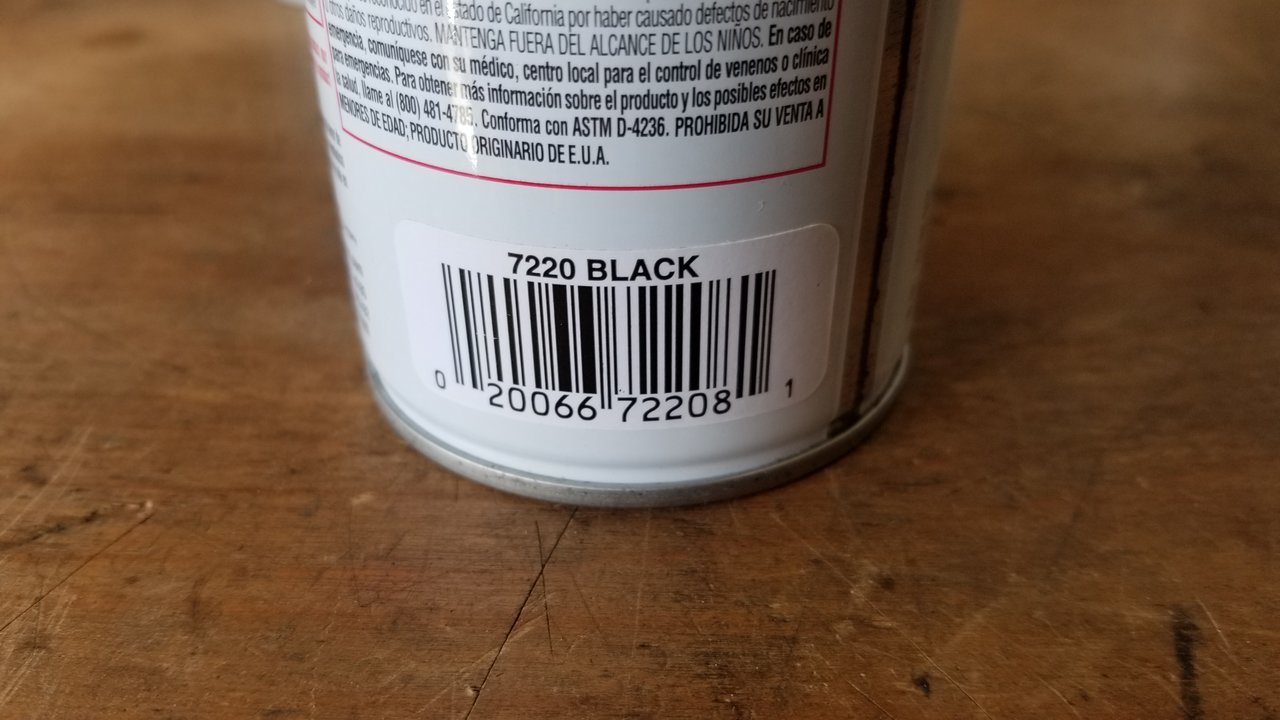 reconocido en el estado de California por haber causado defectos de nacimiento
otros daños reproductivos. MANTENGA FUERA DEL ALCANCE DE LOS NIÑOS. En caso de
emergencia, comuníquese con su médico, centro local para el control de venenos o clínica
para emergencias. Para obtener más información sobre el producto y los posibles efectos en
la salud, llame al (800) 481-4785. Conforma con ASTM D-4236. PROHIBIDA SU VENTA A
MENORES DE EDAD; PRODUCTO ORIGINARIO DE E.U.A.
7220 BLACK
0 20066 72208 1